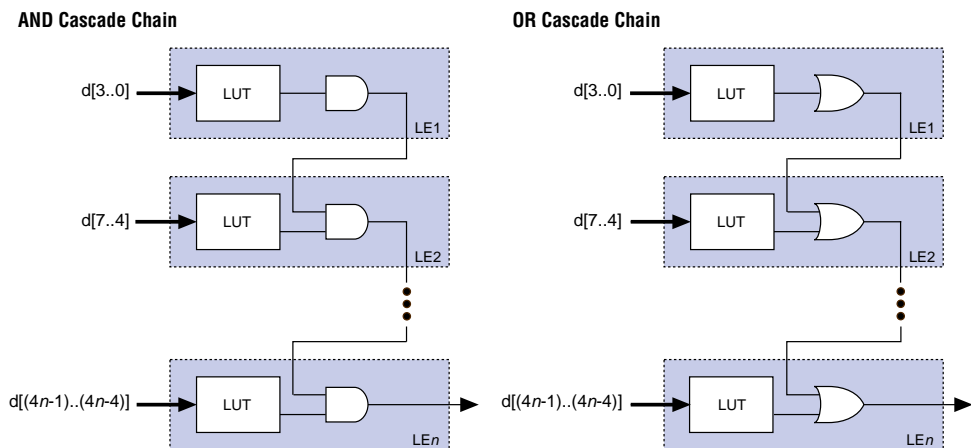 AND Cascade Chain
d[3..0]
LUT
LE1
d[7..4]
LUT
LE2
d[(4n-1)..(4n-4)]
LUT
LEn
OR Cascade Chain
d[3..0]
LUT
LE1
d[7..4]
LUT
LE2
d[(4n-1)..(4n-4)]
LUT
LEn